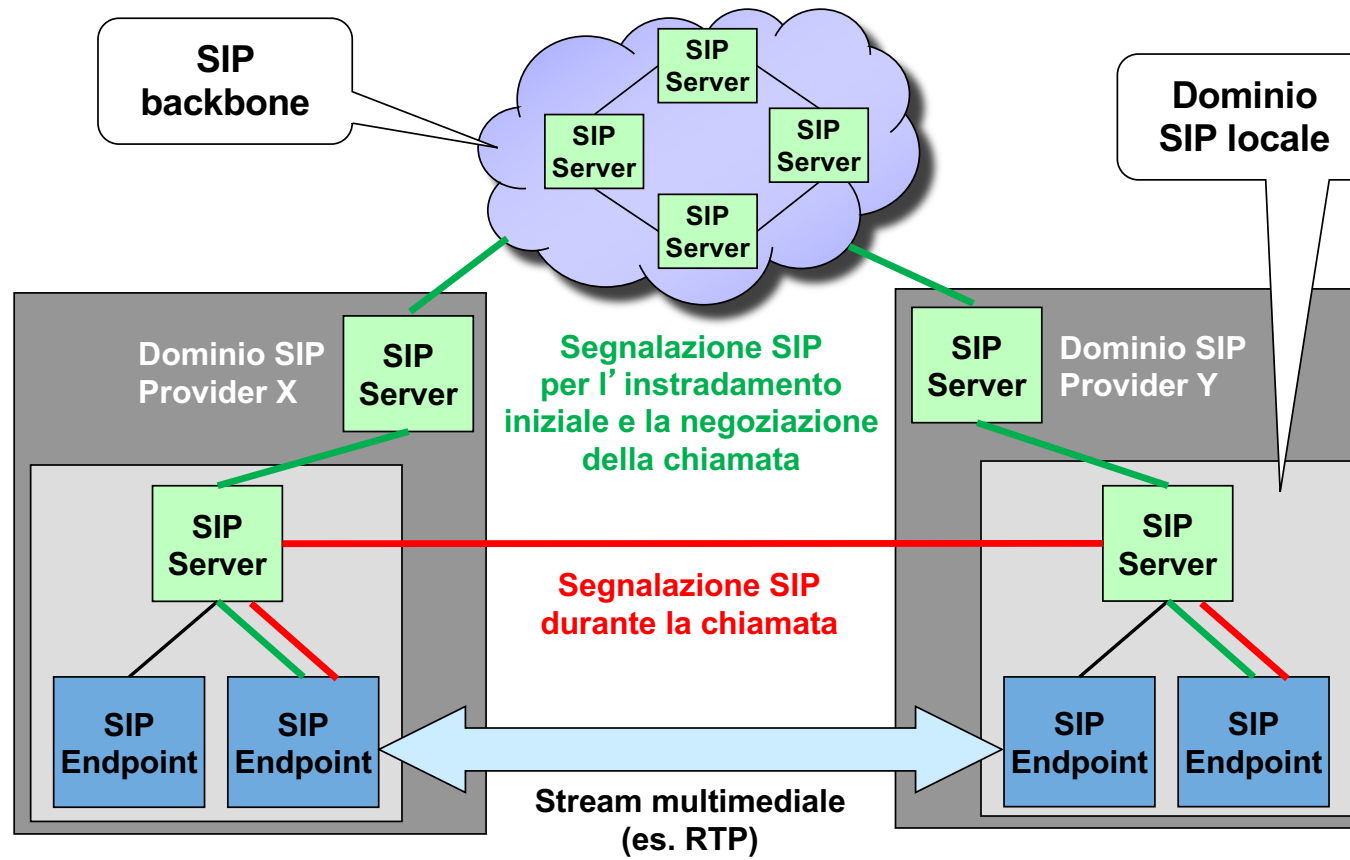 SIP
backbone
SIP
Server
SIP
Server
SIP
Server
SIP
Server
Dominio
SIP locale
Dominio SIP
Provider X
SIP
Server
Segnalazione SIP
per l’ instradamento
iniziale e la negoziazione
della chiamata
SIP
Server
Dominio SIP
Provider Y
SIP
Server
Segnalazione SIP
durante la chiamata
SIP
Server
SIP
Endpoint
SIP
Endpoint
SIP
Endpoint
SIP
Endpoint
Stream multimediale
(es. RTP)